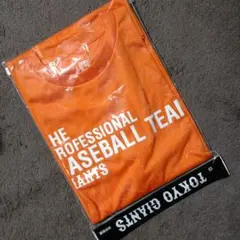 HE
ROFESSIONAL
ASEBALL TEA
IANTS
TOKYO GIANTS